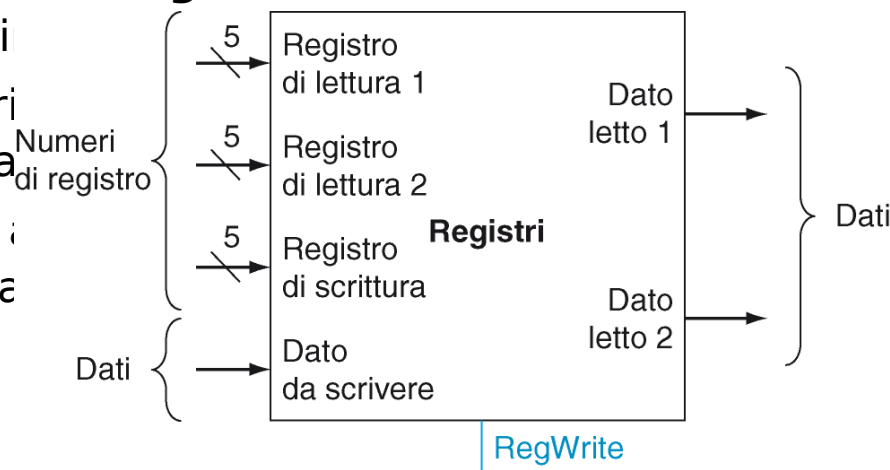 Numeri
di registro
Dati
5
Registro
di lettura 1
5
Registro
di lettura 2
5
Registro
di scrittura
Dato
da scrivere
Registri
Dato
letto 1
Dato
letto 2
Dati
RegWrite